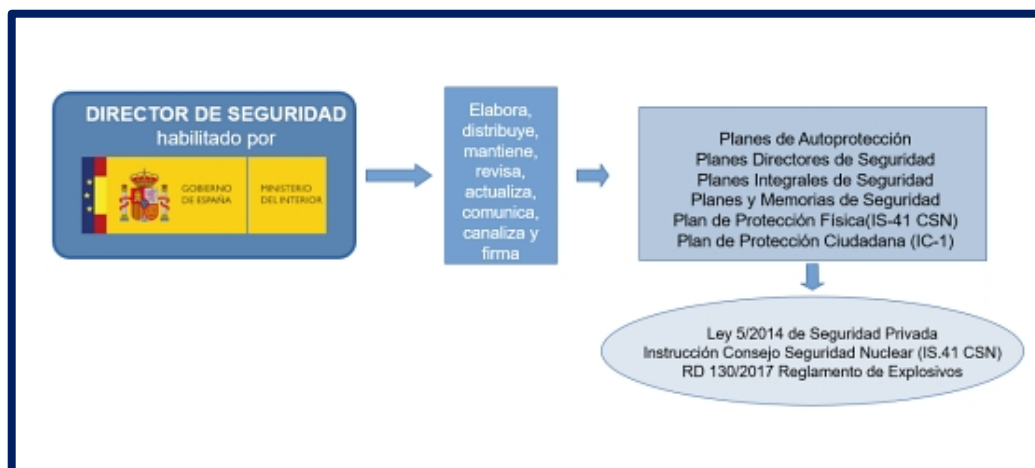 DIRECTOR DE SEGURIDAD
habilitado por
GOBIERNO
DE ESPAÑA
MINISTERIO
DEL INTERIOR
Elabora,
distribuye,
mantiene,
revisa,
actualiza,
comunica,
canaliza y
firma
Planes de Autoprotección
Planes Directores de Seguridad
Planes Integrales de Seguridad
Planes y Memorias de Seguridad
Plan de Protección Física(IS-41 CSN)
Plan de Protección Ciudadana (IC-1)
Ley 5/2014 de Seguridad Privada
Instrucción Consejo Seguridad Nuclear (IS.41 CSN)
RD 130/2017 Reglamento de Explosivos